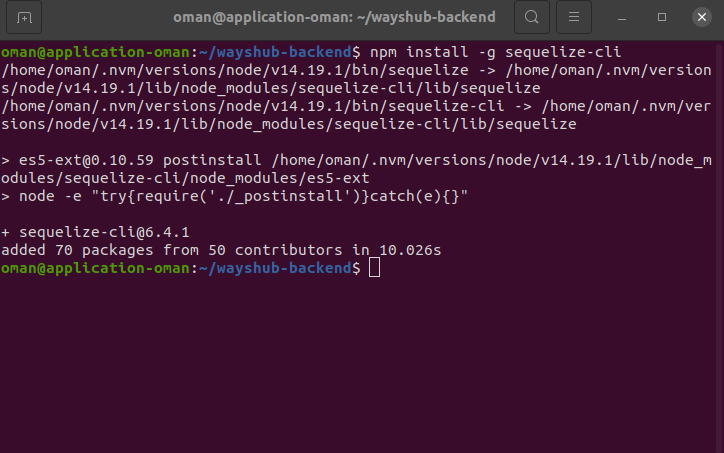 oman@application-oman: ~/wayshub-backend
oman@application-oman:~/wayshub-backend$ npm install -g sequelize-cli
/home/oman/.nvm/versions/node/v14.19.1/bin/sequelize -> /home/oman/.nvm/version
s/node/v14.19.1/lib/node_modules/sequelize-cli/lib/sequelize
/home/oman/.nvm/versions/node/v14.19.1/bin/sequelize-cli -> /home/oman/.nvm/ver
sions/node/v14.19.1/lib/node_modules/sequelize-cli/lib/sequelize
> es5-ext@0.10.59 postinstall /home/oman/.nvm/versions/node/v14.19.1/lib/node_m
odules/sequelize-cli/node_modules/es5-ext
> node -e "try{require('./_postinstall')}catch(e){}"
+ sequelize-cli@6.4.1
added 70 packages from 50 contributors in 10.026s
oman@application-oman:~/wayshub-backend$